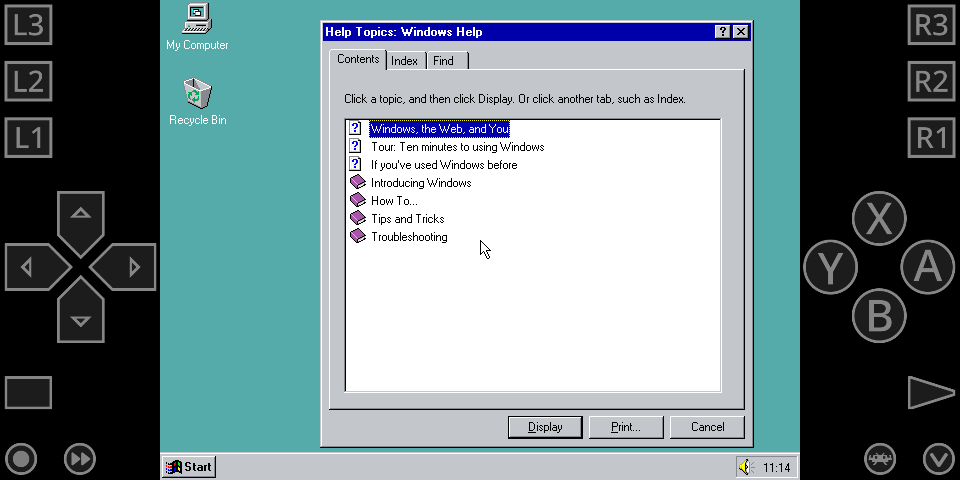 L3
R3
My Computer
Help Topics: Windows Help
Contents
Index
Find
L2
R2
Click a topic, and then click Display. Or click another tab, such as Index.
Recycle Bin
L1
R1
Windows, the Web, and You
Tour: Ten minutes to using Windows
If you've used Windows before
Introducing Windows
How To...
Tips and Tricks
Troubleshooting
X
Y
A
B
Display
Print...
Cancel
Start
11:14